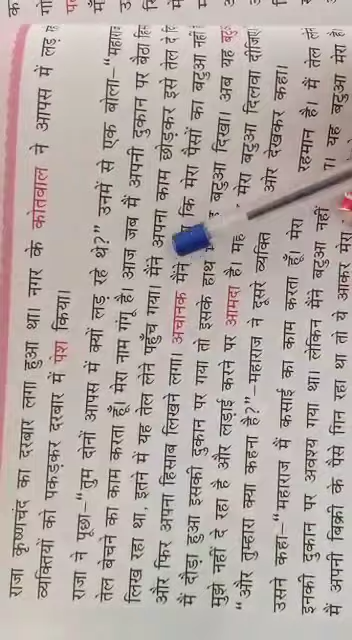 राजा कृष्णचंद का दरबार लगा हुआ था। नगर के कोतवाल ने आपस में लड़
व्यक्तियों को पकड़कर दरबार में पेश किया।
राजा ने पूछा–“तुम दोनों आपस में क्यों लड़ रहे थे?” उनमें से एक बोला–“महाराज
तेल बेचने का काम करता हूँ। मेरा नाम गंगू है। आज जब मैं अपनी दुकान पर बैठा
लिख रहा था, इतने में यह तेल लेने पहुँच गया। मैंने अपना काम छोड़कर इसे तेल दे
और फिर अपना हिसाब लिखने लगा। अचानक मैंने कि मेरा पैसों का बटुआ नहीं
मैं दौड़ा हुआ इसकी दुकान पर गया तो इसके हाथ बटुआ दिखा। अब यह
मुझे नहीं दे रहा है और लड़ाई करने पर आमदा है। मेरा बटुआ दिलवा दीजिए
“और तुम्हारा क्या कहना है?”–महाराज ने दूसरे व्यक्ति ओर देखकर कहा।
उसने कहा–“महाराज मैं कसाई का काम करता हूँ। मेरा रहमान है। मैं तेल
इनकी दुकान पर अवश्य गया था। लेकिन मैंने बटुआ नहीं यह बटुआ मेरा
मैं अपनी बिक्री के पैसे गिन रहा था तो ये आकर मेरा